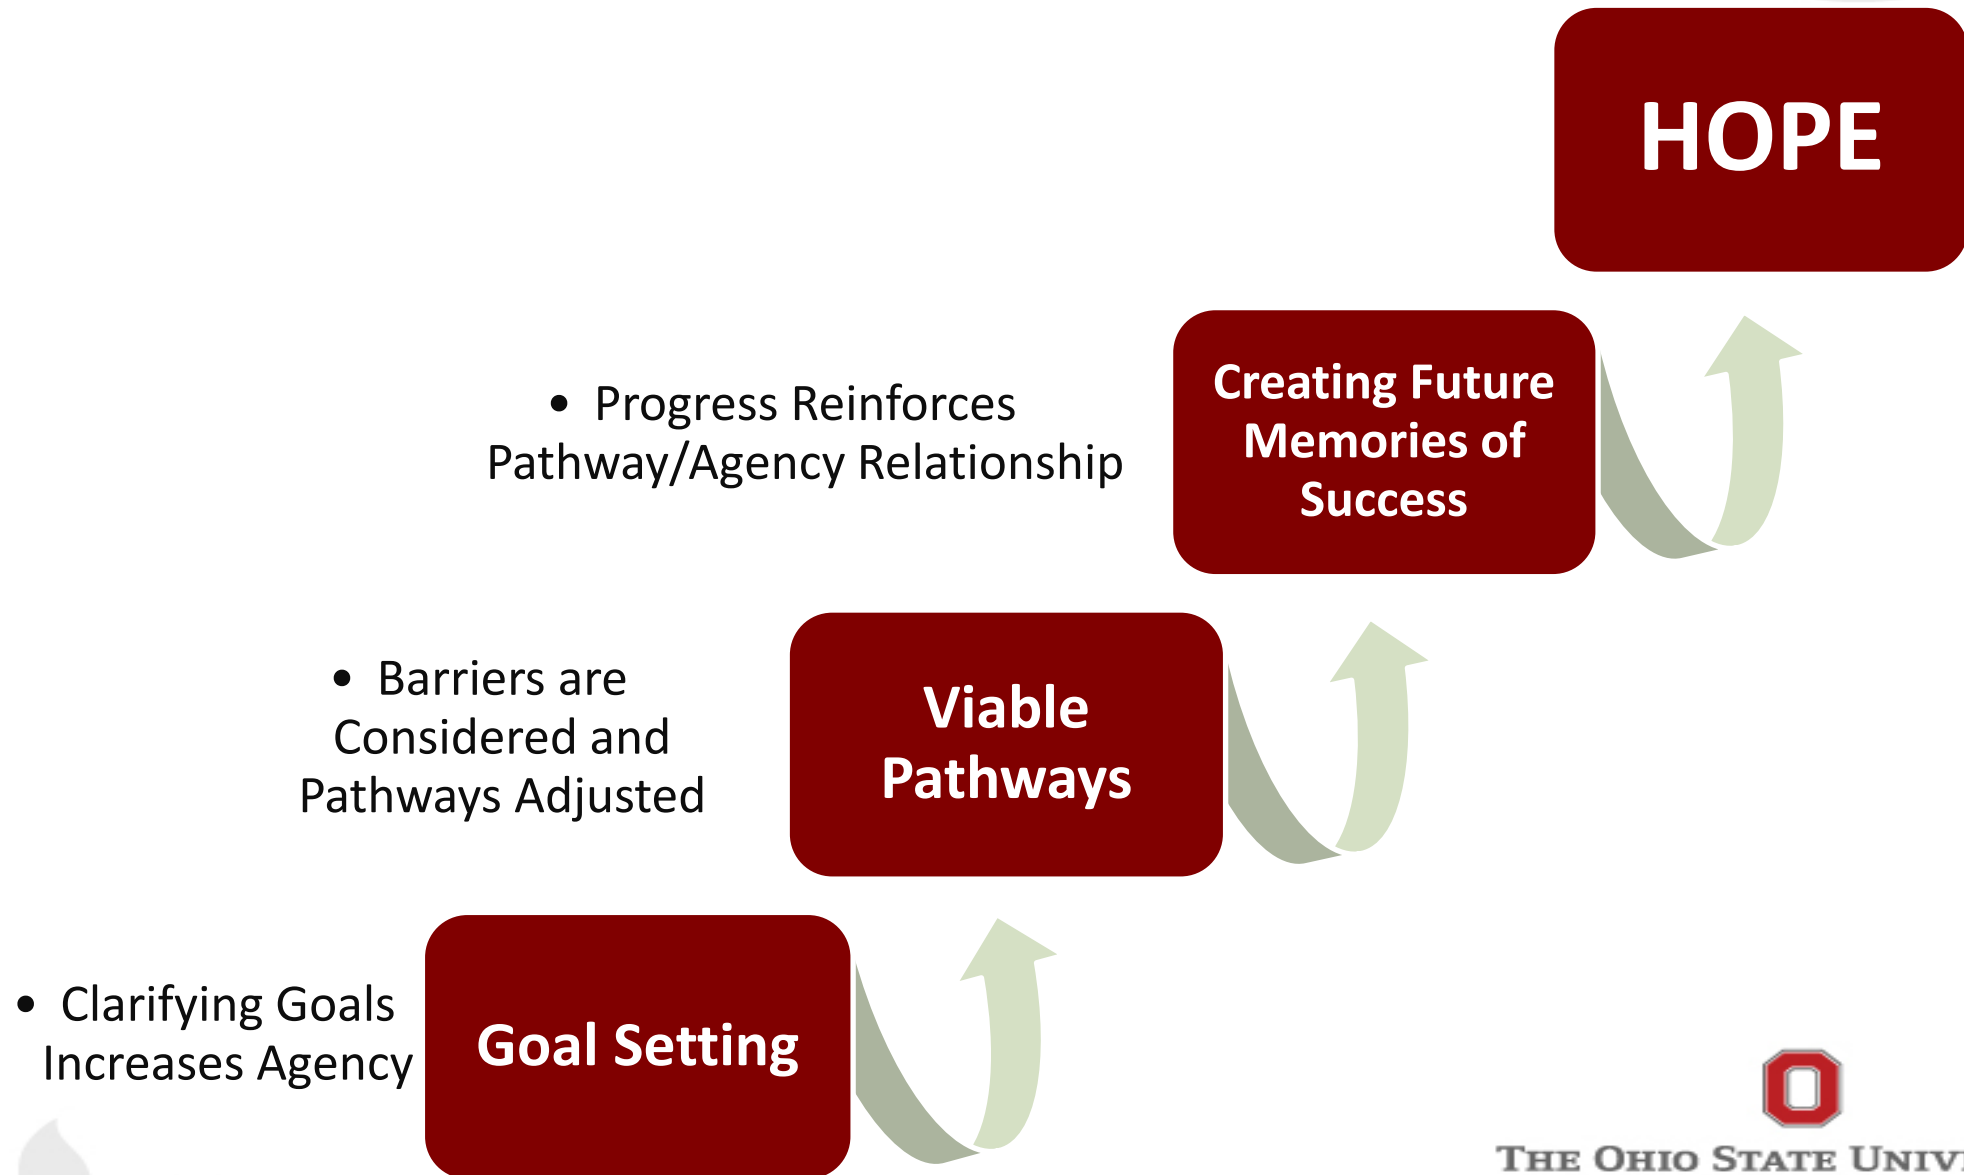 HOPE
Creating Future
Memories of
Success
• Progress Reinforces
Pathway/Agency Relationship
Viable
Pathways
• Barriers are
Considered and
Pathways Adjusted
Goal Setting
• Clarifying Goals
Increases Agency
THE OHIO STATE UNIV